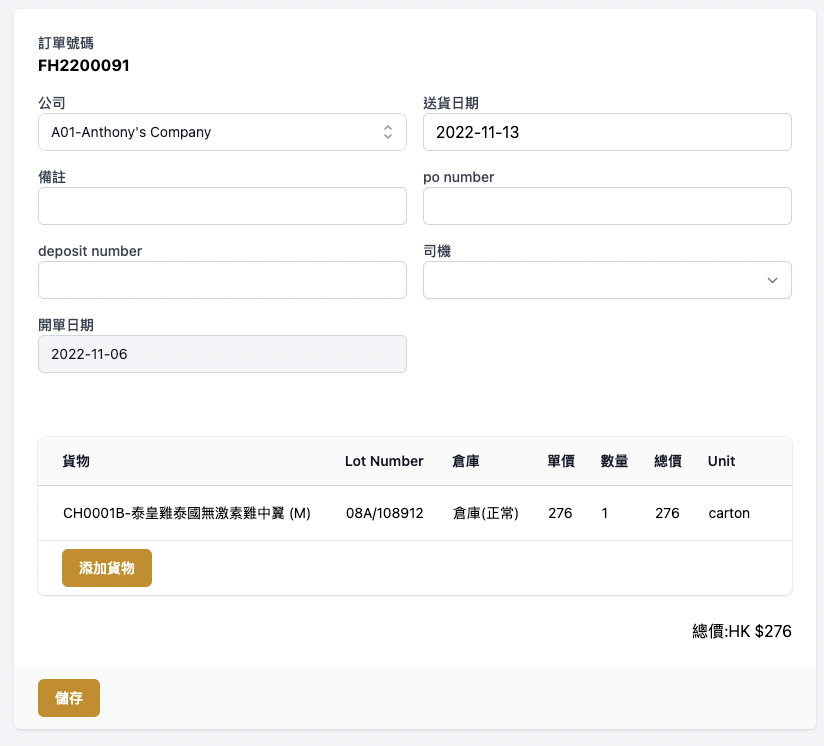 訂單號碼
FH2200091
公司 送貨日期
A01-Anthony's Company 2022-11-13
備註 po number
deposit number 司機
開單日期
2022-11-06
貨物 Lot Number 倉庫 單價 數量 總價 Unit
CH0001B-泰皇雞泰國無激素雞中翼 (M) 08A/108912 倉庫(正常) 276 1 276 carton
添加貨物
總價:HK $276
儲存